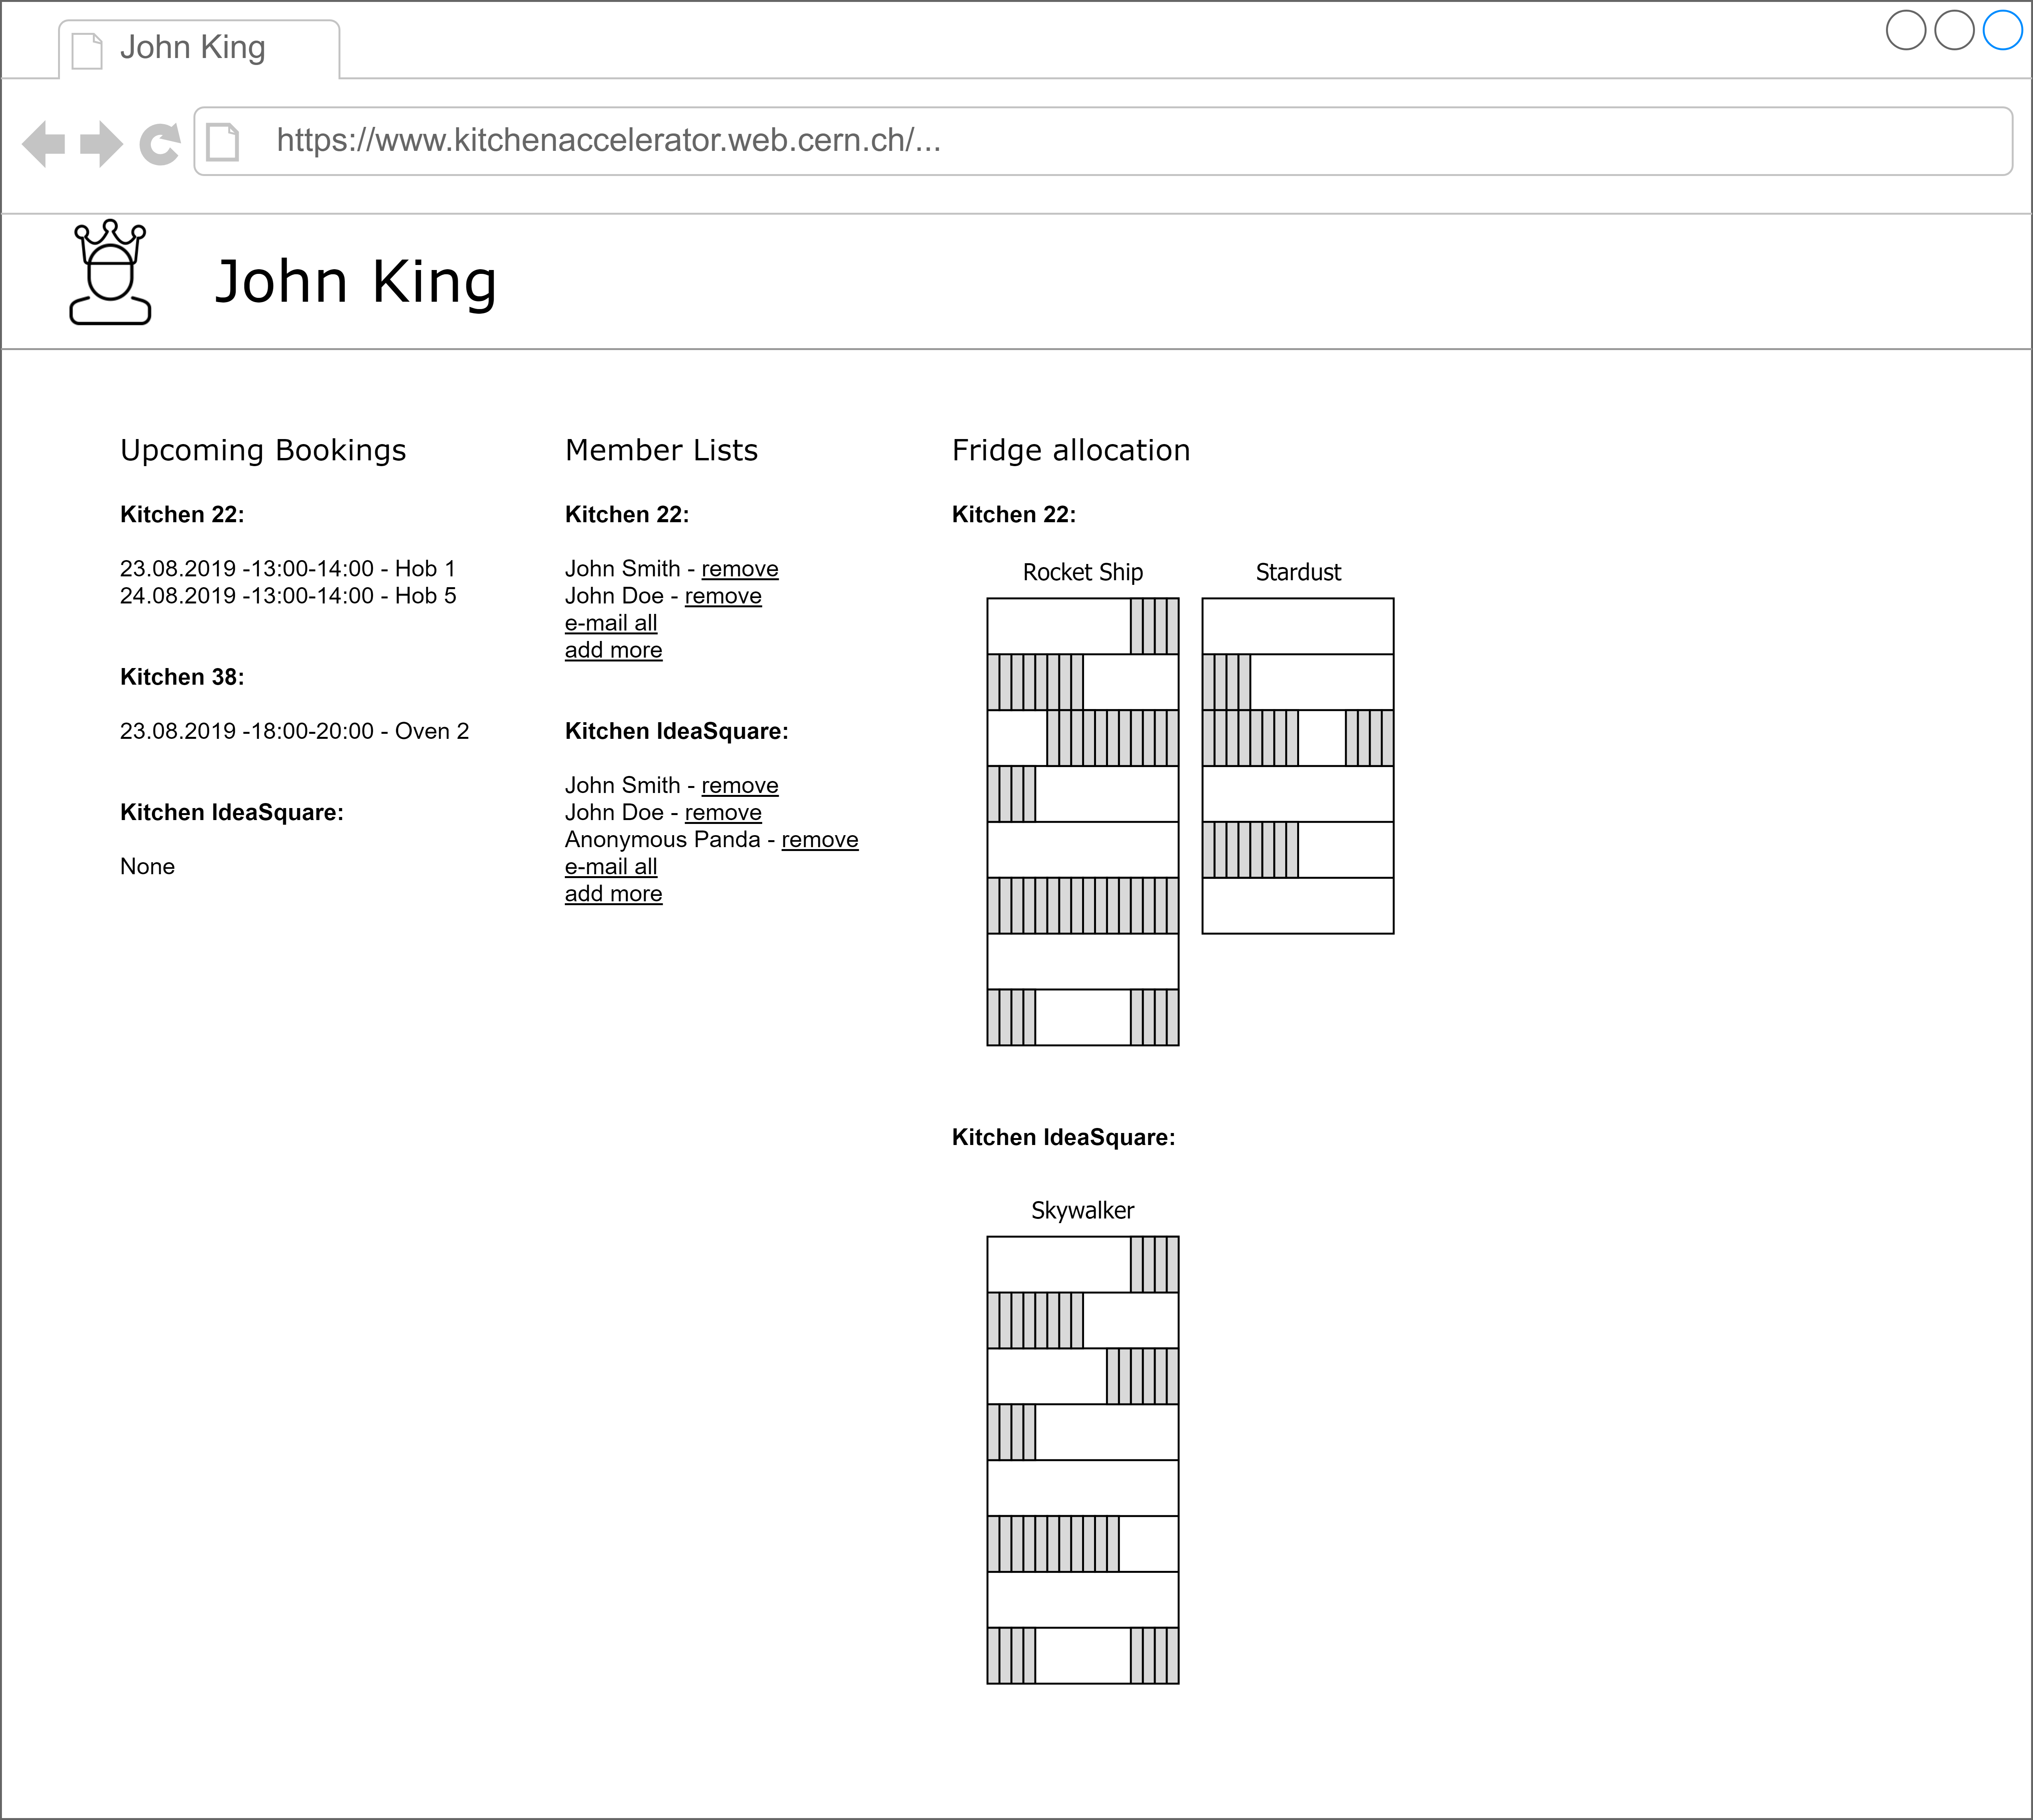 John King
https://www.kitchenaccelerator.web.cern.ch/...
John King
Upcoming Bookings
Kitchen 22:
23.08.2019 -13:00-14:00 - Hob 1
24.08.2019 -13:00-14:00 - Hob 5
Kitchen 38:
23.08.2019 -18:00-20:00 - Oven 2
Kitchen IdeaSquare:
None
Member Lists
Kitchen 22:
John Smith - remove
John Doe - remove
e-mail all
add more
Kitchen IdeaSquare:
John Smith - remove
John Doe - remove
Anonymous Panda - remove
e-mail all
add more
Fridge allocation
Kitchen 22:
Rocket Ship
Stardust
Kitchen IdeaSquare:
Skywalker